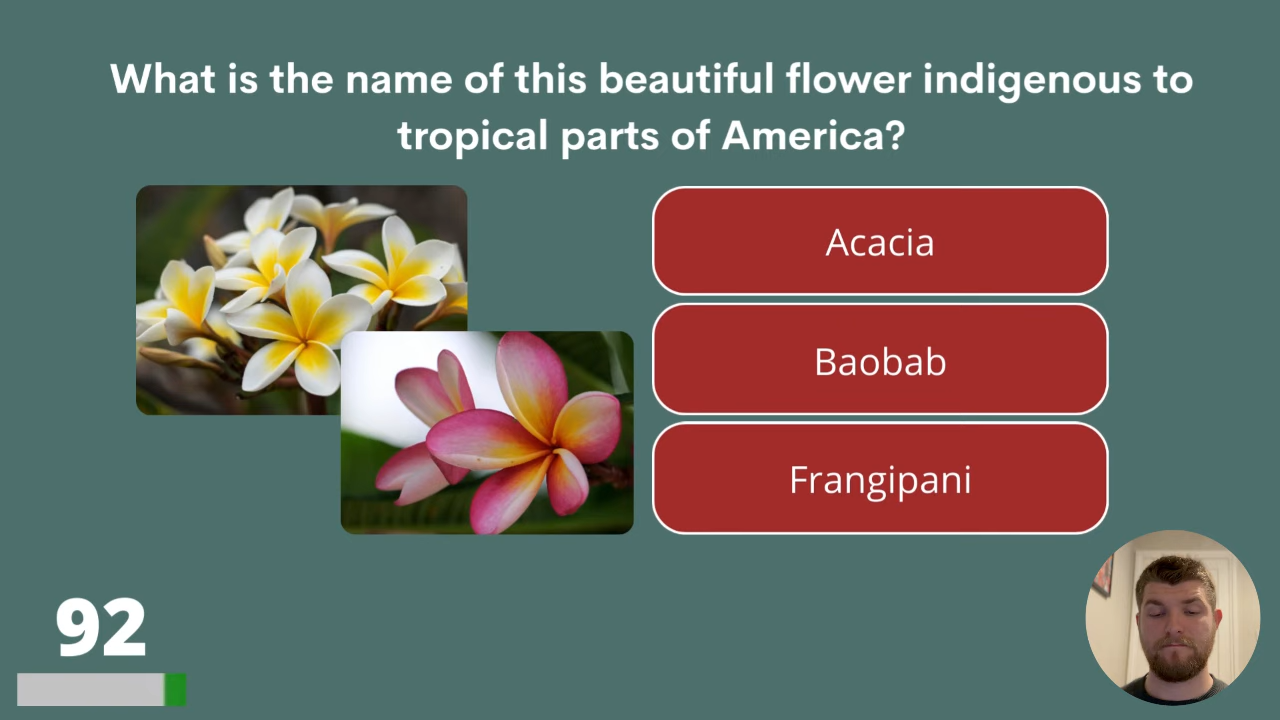 What is the name of this beautiful flower indigenous to
tropical parts of America?
Acacia
Baobab
Frangipani
92